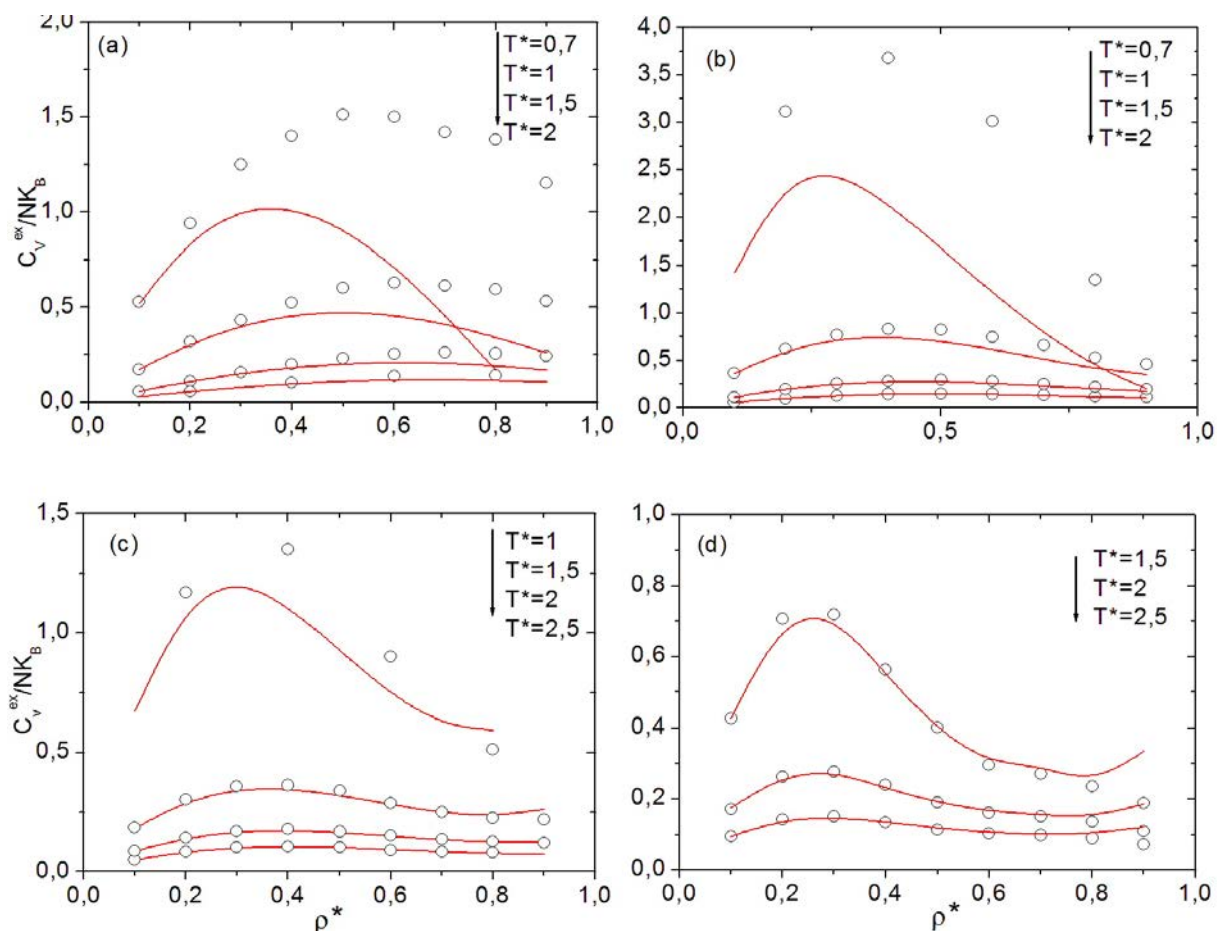 2,0
(a)
T*=0,7
T*=1
T*=1,5
T*=2
1,5
1,0
0,5
0,0
0,0 0,2 0,4 0,6 0,8 1,0
C_V^ex/NK_B
4,0
(b)
T*=0,7
T*=1
T*=1,5
T*=2
3,5
3,0
2,5
2,0
1,5
1,0
0,5
0,0
0,0 0,5 1,0
1,5
(c)
T*=1
T*=1,5
T*=2
T*=2,5
1,0
0,5
0,0
0,0 0,2 0,4 0,6 0,8 1,0
C_v^ex/NK_B
ρ*
1,0
(d)
T*=1,5
T*=2
T*=2,5
0,8
0,6
0,4
0,2
0,0
0,0 0,2 0,4 0,6 0,8 1,0
ρ*